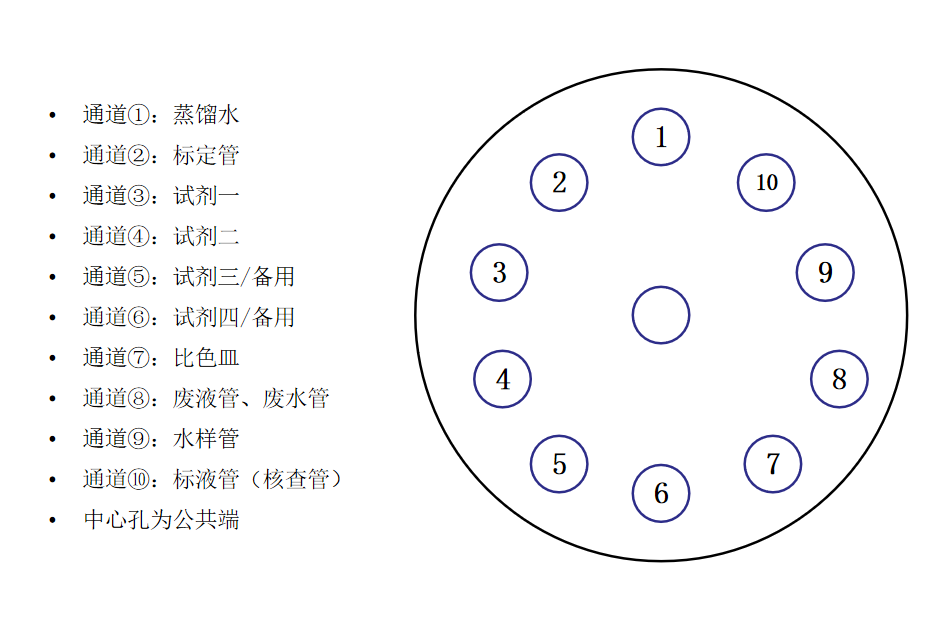 • 通道①：蒸馏水
• 通道②：标定管
• 通道③：试剂一
• 通道④：试剂二
• 通道⑤：试剂三/备用
• 通道⑥：试剂四/备用
• 通道⑦：比色皿
• 通道⑧：废液管、废水管
• 通道⑨：水样管
• 通道⑩：标液管（核查管）
• 中心孔为公共端
1
2
10
3
9
4
8
5
7
6